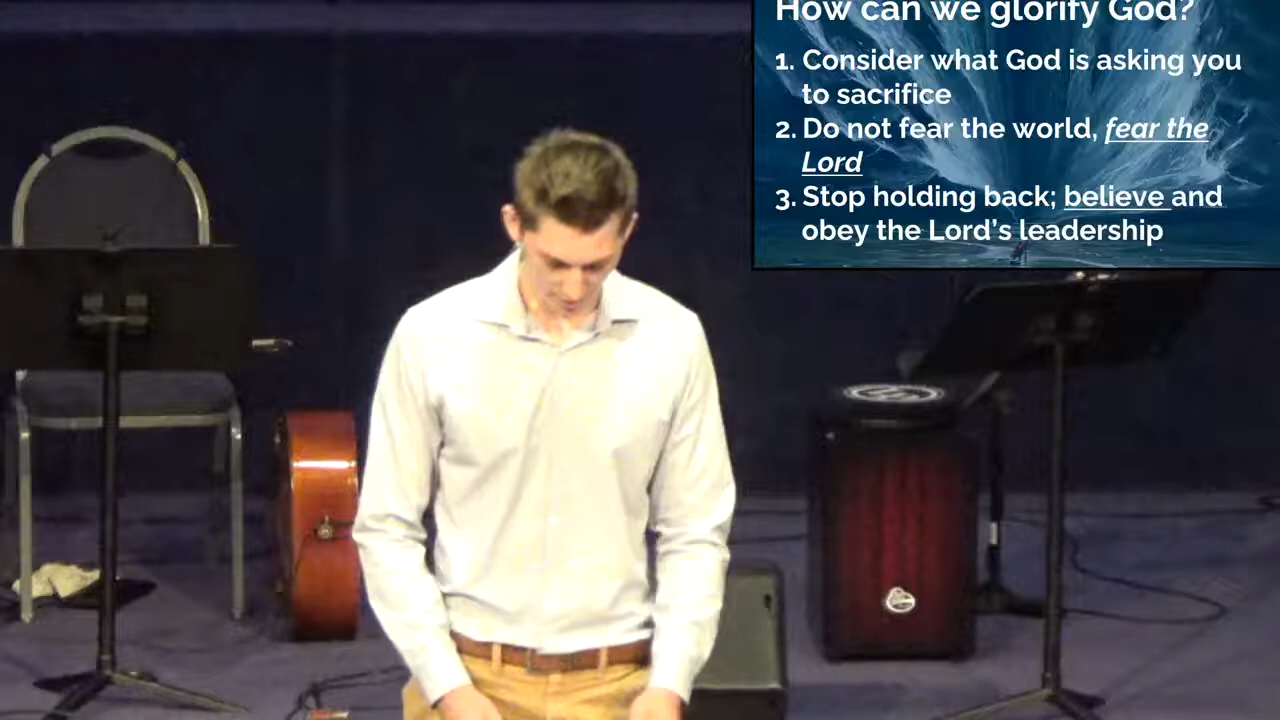 How can we glorify God?
1. Consider what God is asking you
to sacrifice
2. Do not fear the world, fear the
Lord
3. Stop holding back; believe and
obey the Lord's leadership